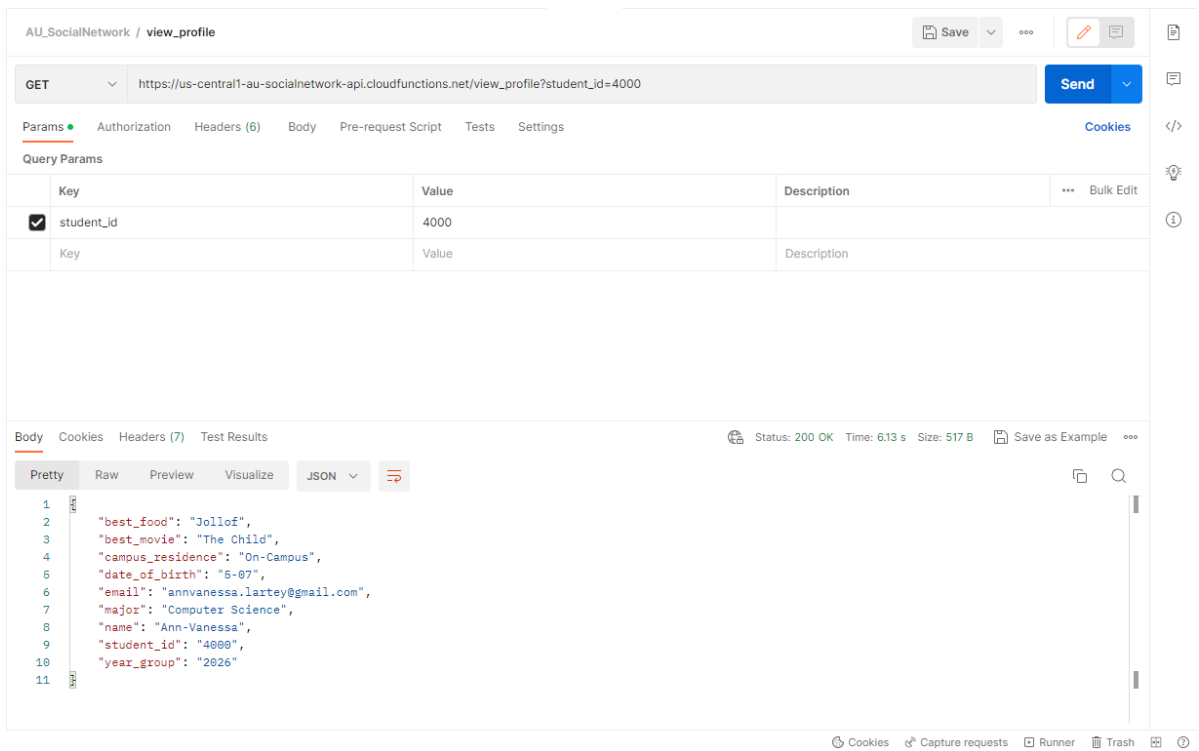 AU_SocialNetwork / view_profile
Save
GET
https://us-central1-au-socialnetwork-api.cloudfunctions.net/view_profile?student_id=4000
Send
Params Authorization Headers (6) Body Pre-request Script Tests Settings
Cookies
Query Params
Key Value Description Bulk Edit
student_id 4000
Key Value Description
Body Cookies Headers (7) Test Results
Status: 200 OK Time: 6.13 s Size: 517 B Save as Example
Pretty Raw Preview Visualize JSON
1 {
2 "best_food": "Jollof",
3 "best_movie": "The Child",
4 "campus_residence": "On-Campus",
5 "date_of_birth": "5-07",
6 "email": "annvanessa.lartey@gmail.com",
7 "major": "Computer Science",
8 "name": "Ann-Vanessa",
9 "student_id": "4000",
10 "year_group": "2026"
11 }
Cookies Capture requests Runner Trash